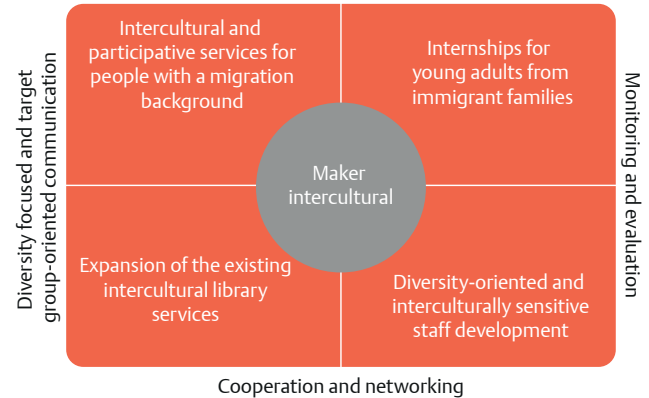 Intercultural and
participative services for
people with a migration
background
Internships for
young adults from
immigrant families
Diversity focused and target
group-oriented communication
Maker
intercultural
Monitoring and evaluation
Expansion of the existing
intercultural library
services
Diversity-oriented and
interculturally sensitive
staff development
Cooperation and networking